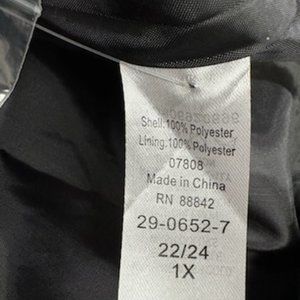 Shell:100% Polyester
Lining:100% Polyester
07808
Made in China
RN 88842
29-0652-7
22/24
1X